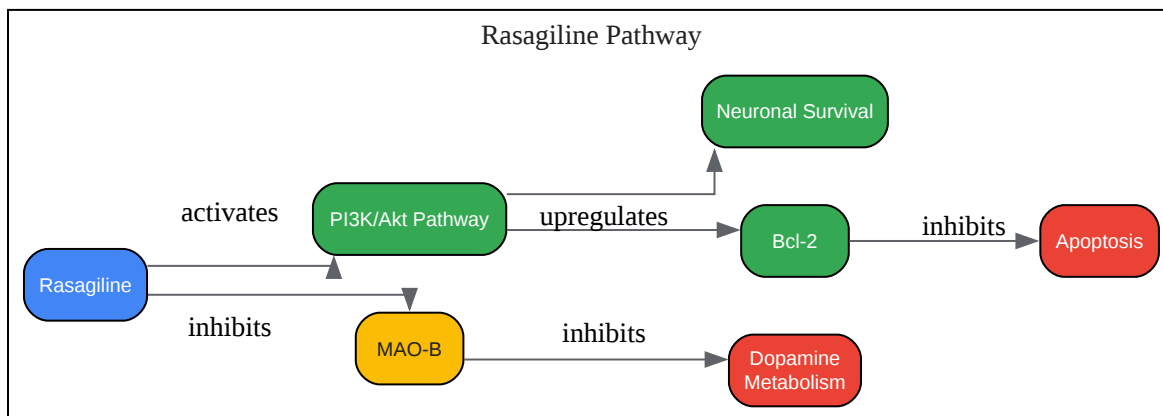 Rasagiline Pathway
Neuronal Survival
activates
PI3K/Akt Pathway
upregulates
Bcl-2
inhibits
Apoptosis
Rasagiline
inhibits
MAO-B
inhibits
Dopamine
Metabolism